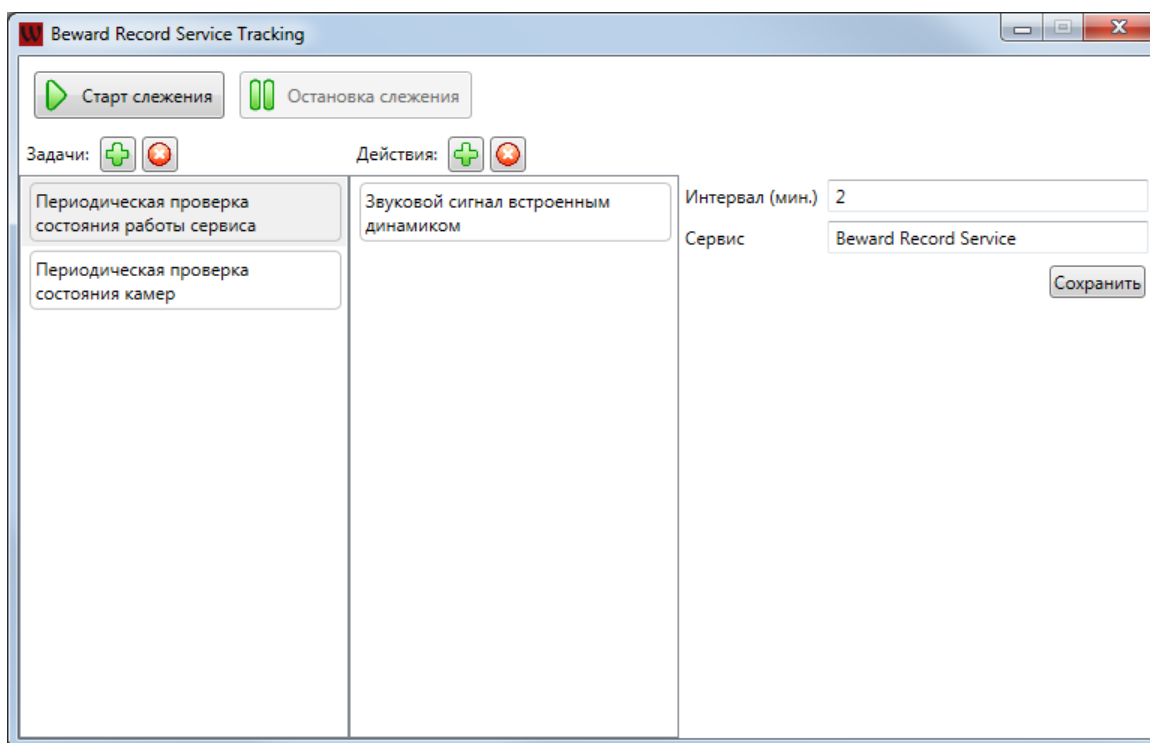 Beward Record Service Tracking
Старт слежения
Остановка слежения
Задачи:
Действия:
Периодическая проверка
состояния работы сервиса
Периодическая проверка
состояния камер
Звуковой сигнал встроенным
динамиком
Интервал (мин.) 2
Сервис Beward Record Service
Сохранить